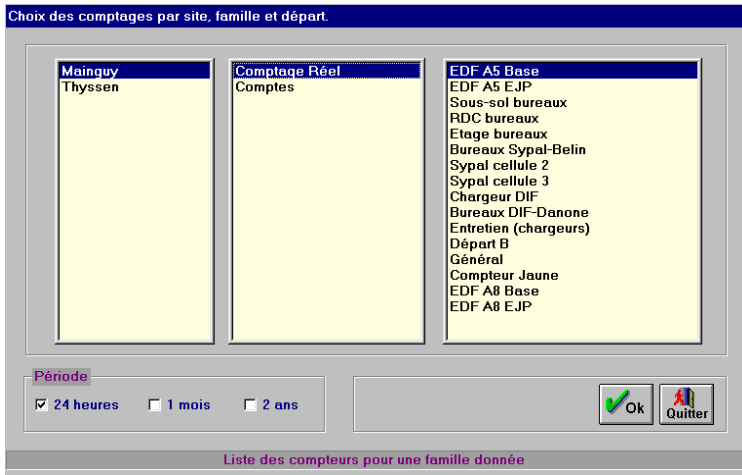 Choix des comptages par site, famille et départ.
Mainguy
Thyssen
Comptage Réel
Comptes
EDF A5 Base
EDF A5 EJP
Sous-sol bureaux
RDC bureaux
Etage bureaux
Bureaux Sypal-Belin
Sypal cellule 2
Sypal cellule 3
Chargeur DIF
Bureaux DIF-Danone
Entretien (chargeurs)
Départ B
Général
Compteur Jaune
EDF A8 Base
EDF A8 EJP
Période
24 heures 1 mois 2 ans
Ok Quitter
Liste des compteurs pour une famille donnée